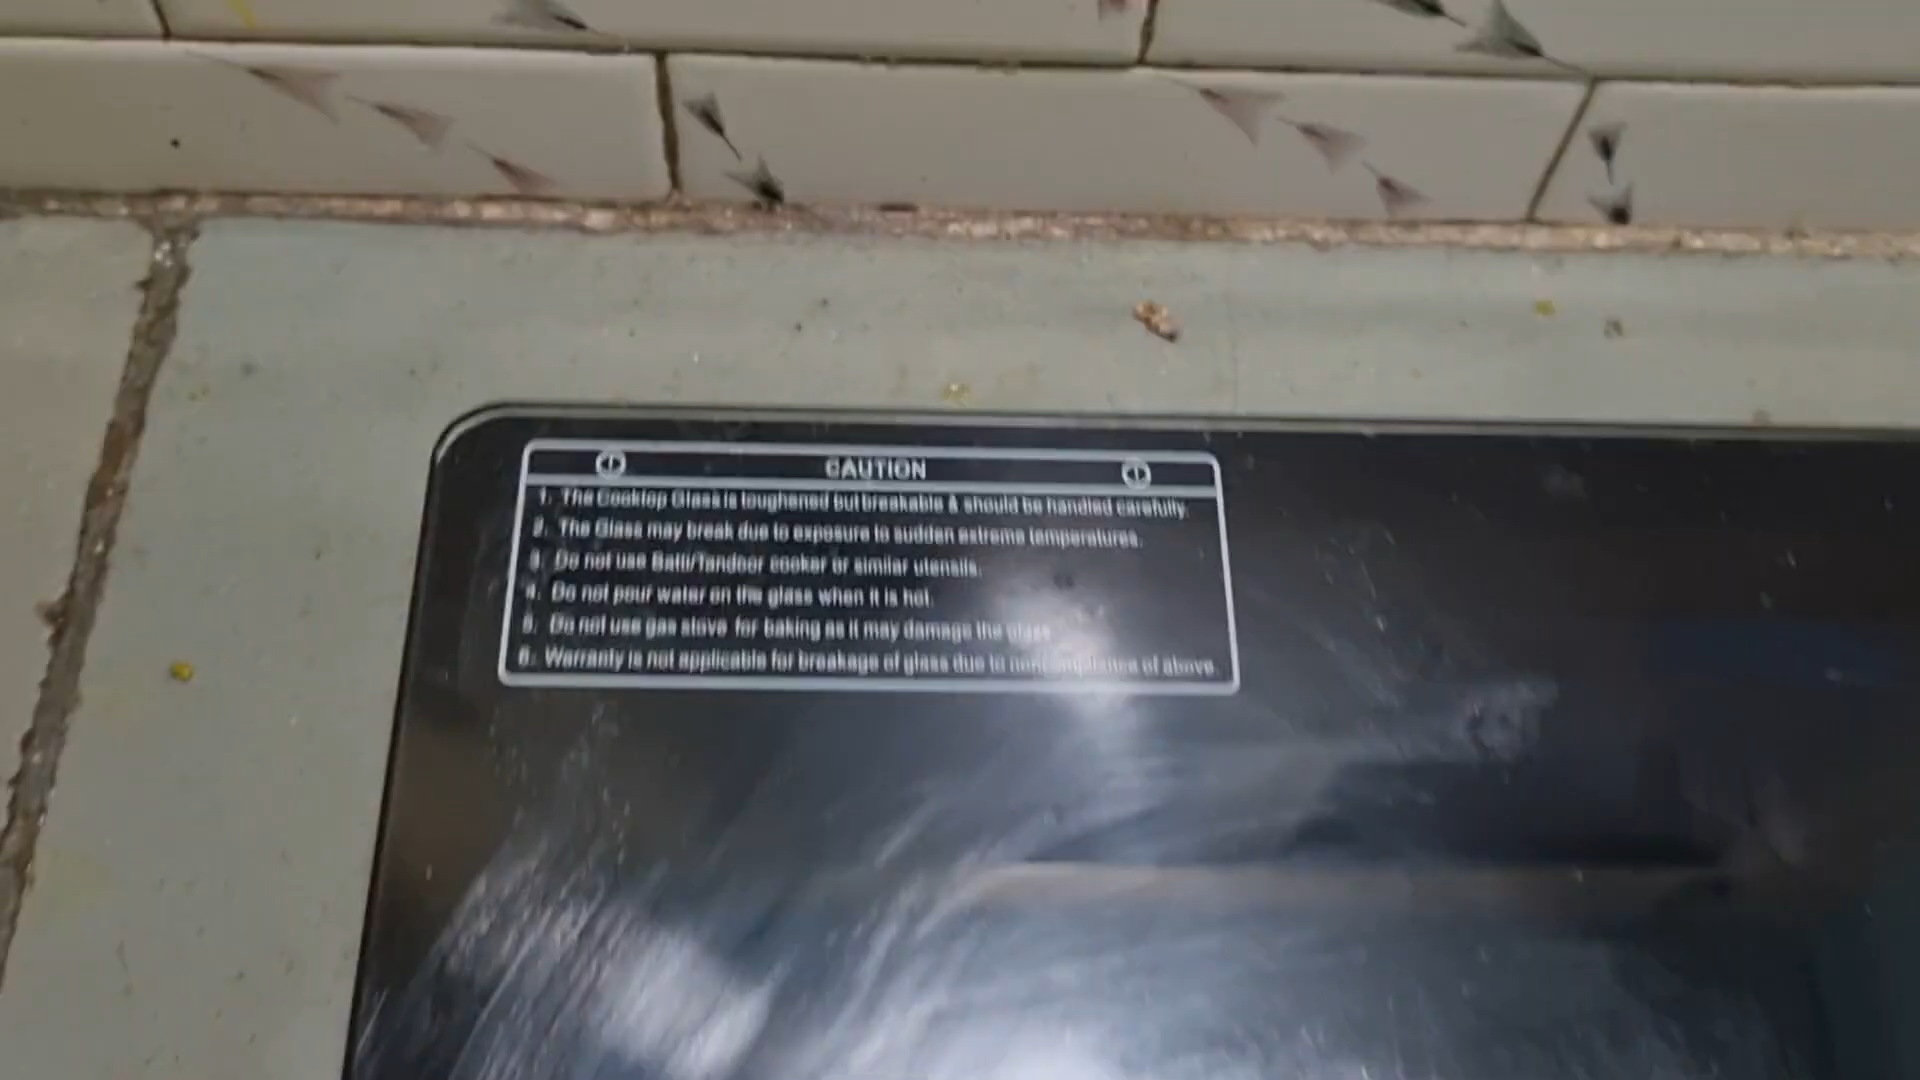 CAUTION
1. The Cooktop Glass is toughened but breakable & should be handled carefully.
2. The Glass may break due to exposure to sudden extreme temperatures.
3. Do not use Batti/Tandoor cooker or similar utensils.
4. Do not pour water on the glass when it is hot.
5. Do not use gas stove for baking as it may damage the glass
6. Warranty is not applicable for breakage of glass due to noncompliance of above.